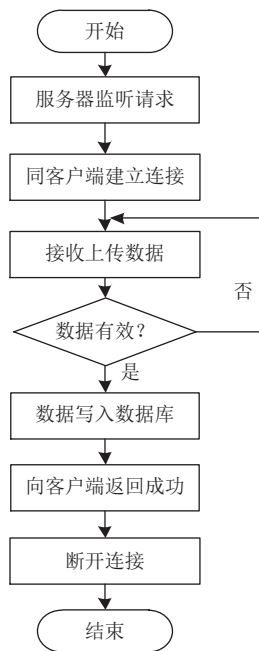 开始
服务器监听请求
同客户端建立连接
接收上传数据
否
数据有效?
是
数据写入数据库
向客户端返回成功
断开连接
结束